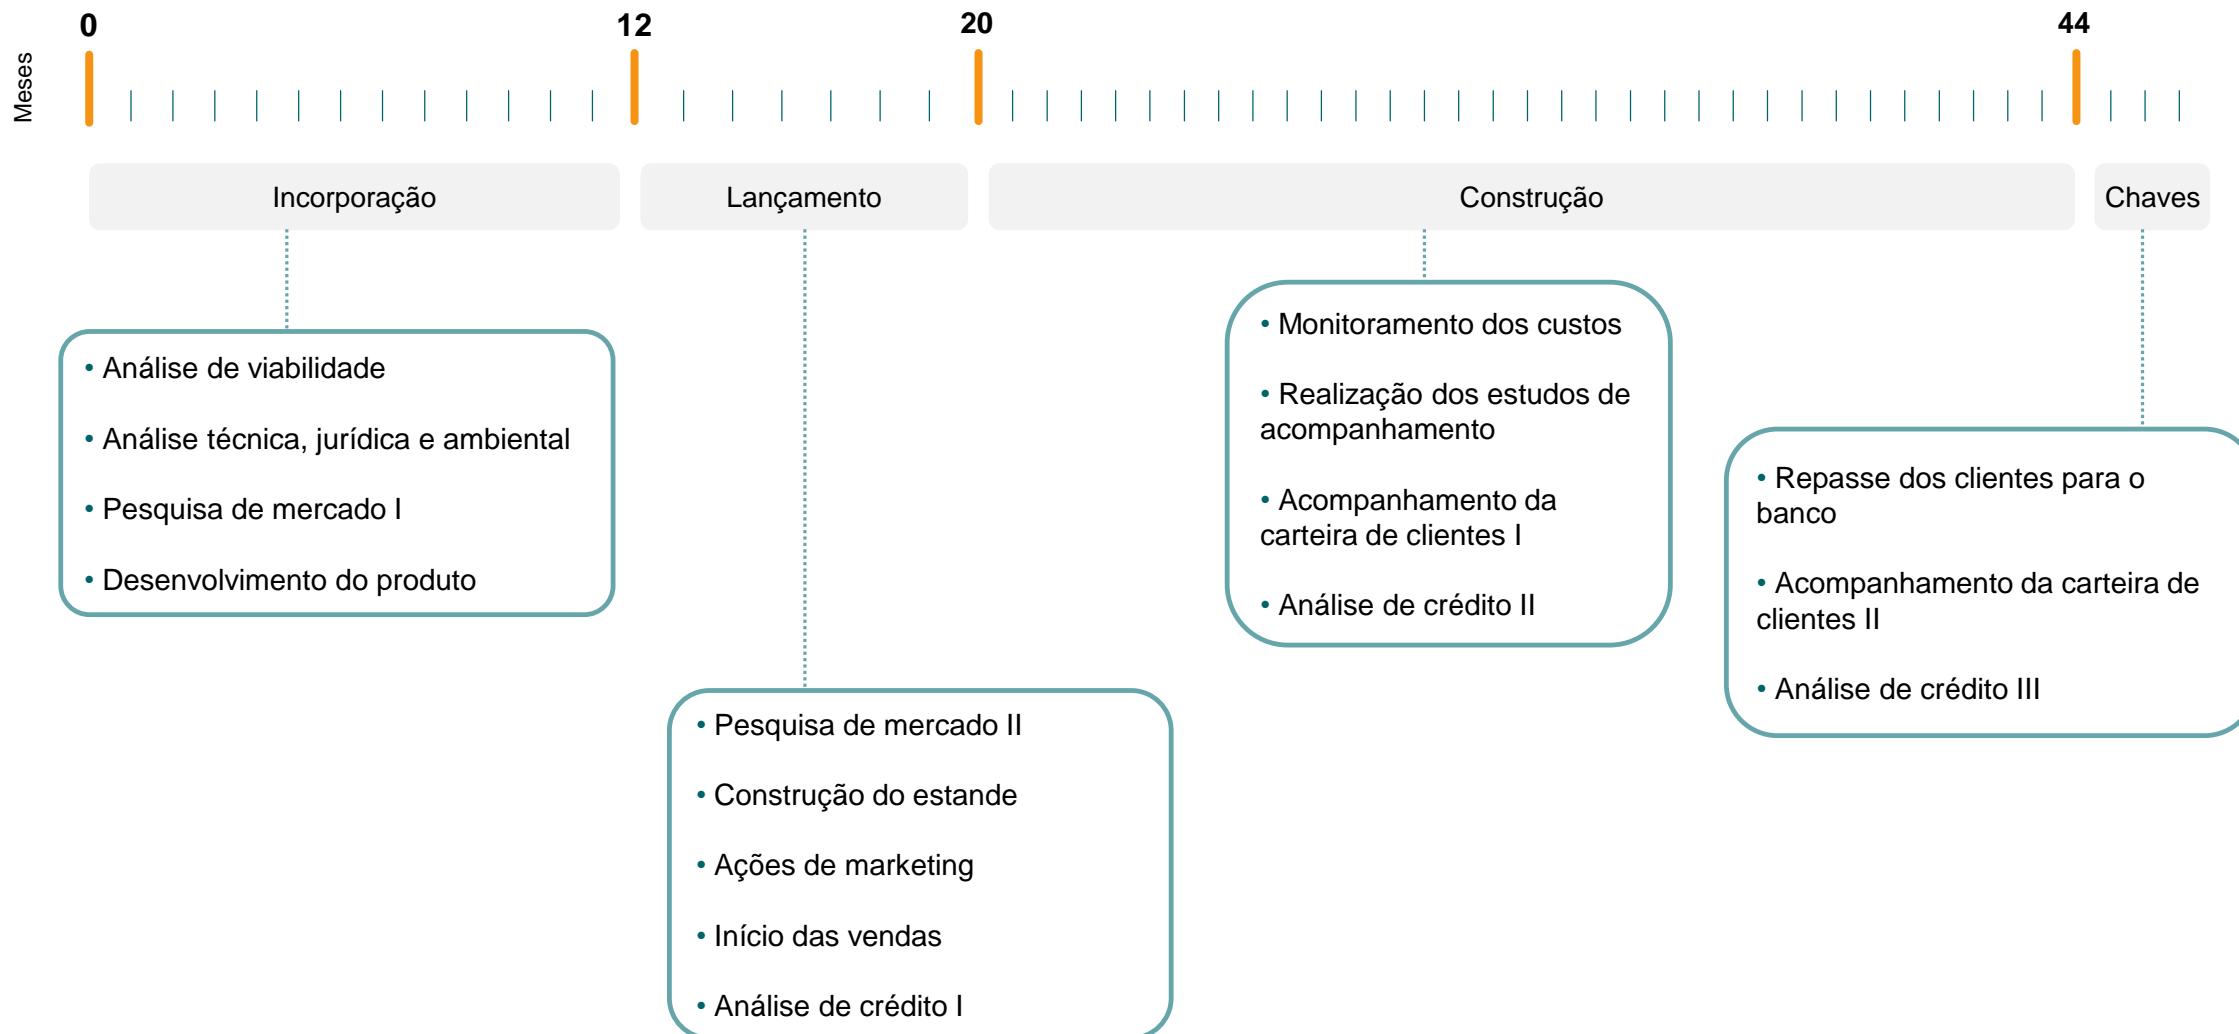 0
12
20
44
Meses
Incorporação
Lançamento
Construção
Chaves
• Análise de viabilidade
• Análise técnica, jurídica e ambiental
• Pesquisa de mercado I
• Desenvolvimento do produto
• Pesquisa de mercado II
• Construção do estande
• Ações de marketing
• Início das vendas
• Análise de crédito I
• Monitoramento dos custos
• Realização dos estudos de
acompanhamento
• Acompanhamento da
carteira de clientes I
• Análise de crédito II
• Repasse dos clientes para o
banco
• Acompanhamento da carteira de
clientes II
• Análise de crédito III